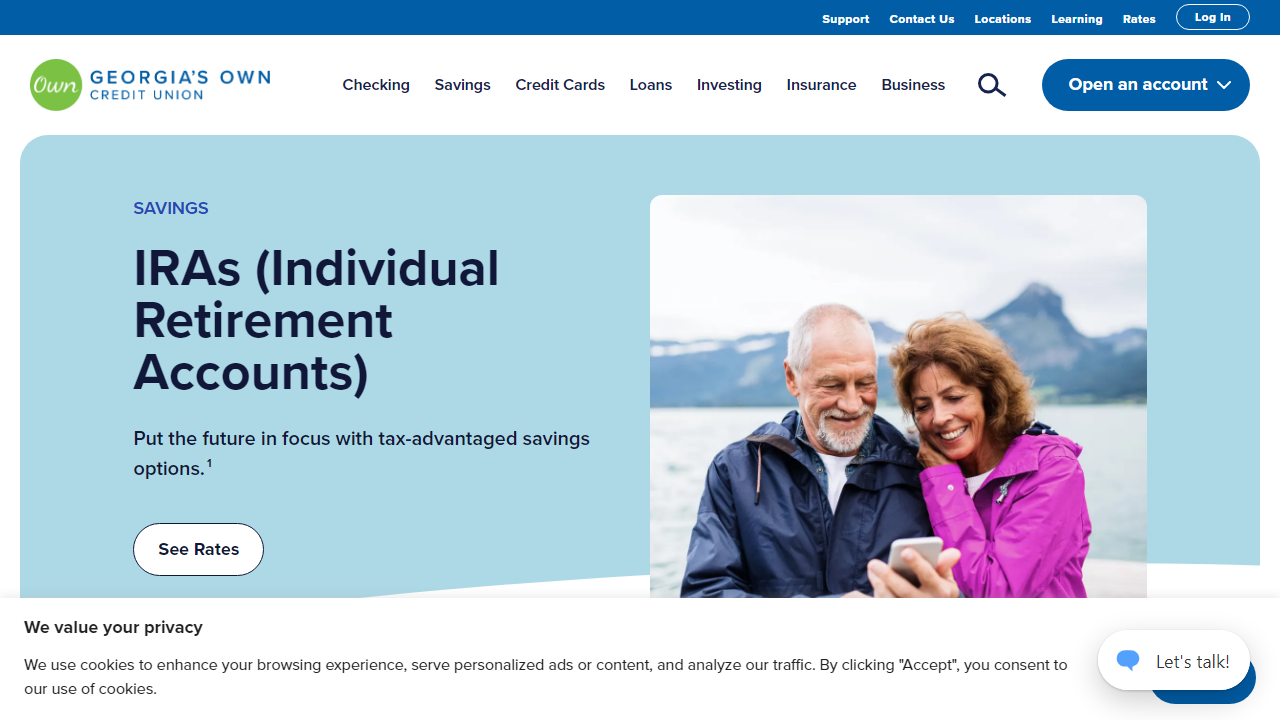 Support Contact Us Locations Learning Rates Log In
Own GEORGIA'S OWN
CREDIT UNION
Checking Savings Credit Cards Loans Investing Insurance Business Open an account
SAVINGS
IRAs (Individual
Retirement
Accounts)
Put the future in focus with tax-advantaged savings
options.¹
See Rates
We value your privacy
We use cookies to enhance your browsing experience, serve personalized ads or content, and analyze our traffic. By clicking "Accept", you consent to
our use of cookies.
Let's talk!